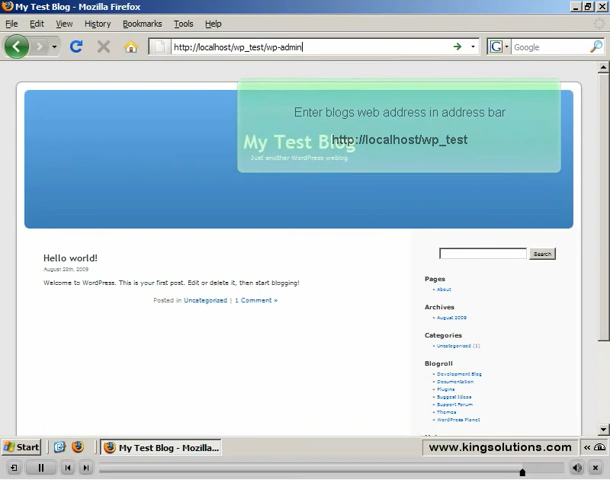 My Test Blog - Mozilla Firefox
File Edit View History Bookmarks Tools Help
http://localhost/wp_test/wp-admin
Google
Enter blogs web address in address bar
http://localhost/wp_test
My Test Blog
Just another WordPress weblog
Hello world!
August 28th, 2009
Welcome to WordPress. This is your first post. Edit or delete it, then start blogging!
Posted in Uncategorized | 1 Comment »
Search
Pages
About
Archives
August 2009
Categories
Uncategorized (1)
Blogroll
Development Blog
Documentation
Plugins
Suggest Ideas
Support Forum
Themes
WordPress Planet
Start
My Test Blog - Mozilla...
www.kingsolutions.com